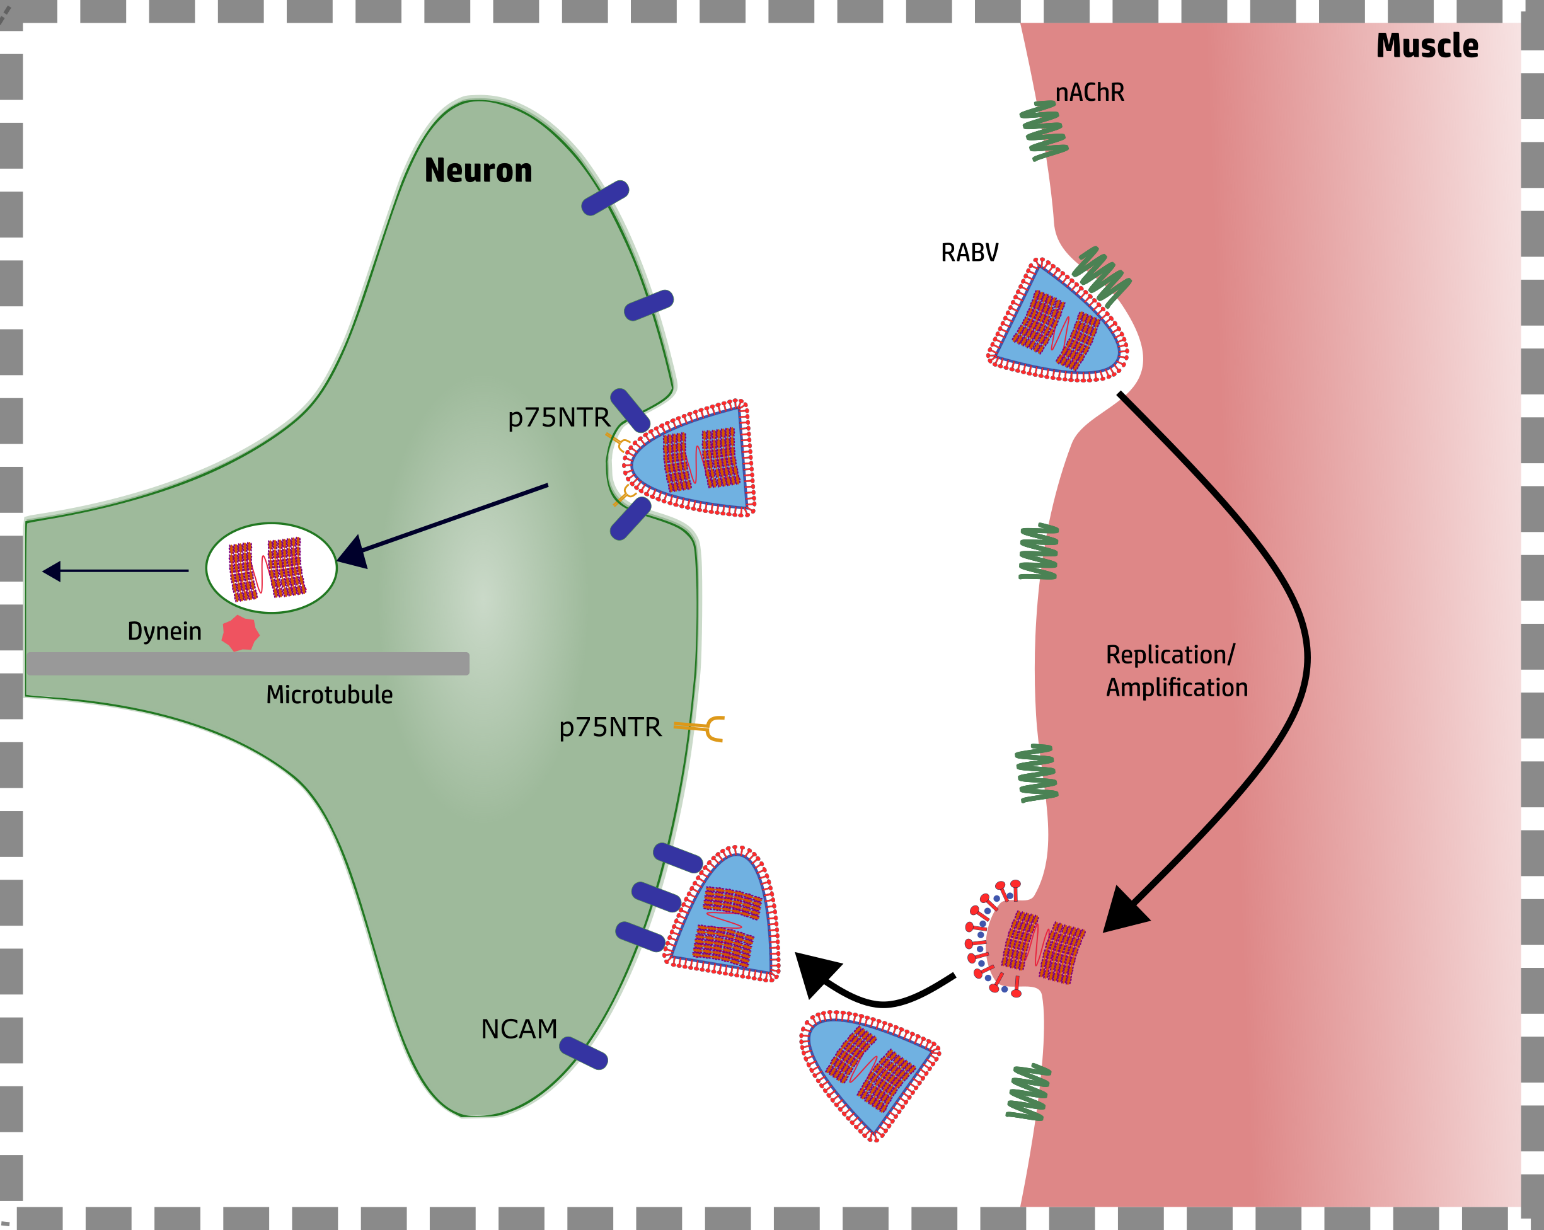 Muscle
nAChR
Neuron
RABV
p75NTR
Dynein
Replication/
Amplification
Microtubule
p75NTR
NCAM